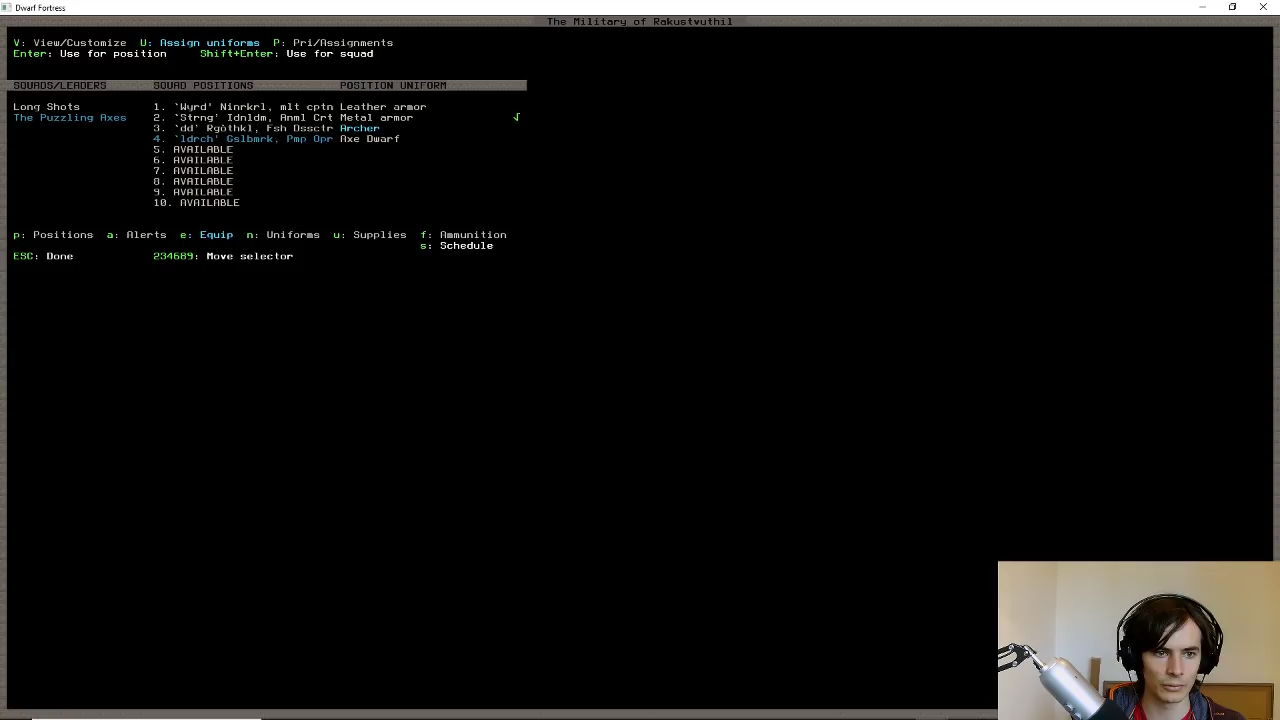 Dwarf Fortress
The Military of Rakustvuthil
V: View/Customize U: Assign uniforms P: Pri/Assignments
Enter: Use for position Shift+Enter: Use for squad
SQUADS/LEADERS SQUAD POSITIONS POSITION UNIFORM
Long Shots 1. `Wyrd' Ninrkrl, mlt cptn Leather armor
The Puzzling Axes 2. `Strng' Idnldm, Anml Crt Metal armor √
3. `dd' Rgûthkl, Fsh Dssctr Archer
4. `ldrch' Gslbmrk, Pmp Opr Axe Dwarf
5. AVAILABLE
6. AVAILABLE
7. AVAILABLE
8. AVAILABLE
9. AVAILABLE
10. AVAILABLE
p: Positions a: Alerts e: Equip n: Uniforms u: Supplies f: Ammunition
s: Schedule
ESC: Done 234689: Move selector